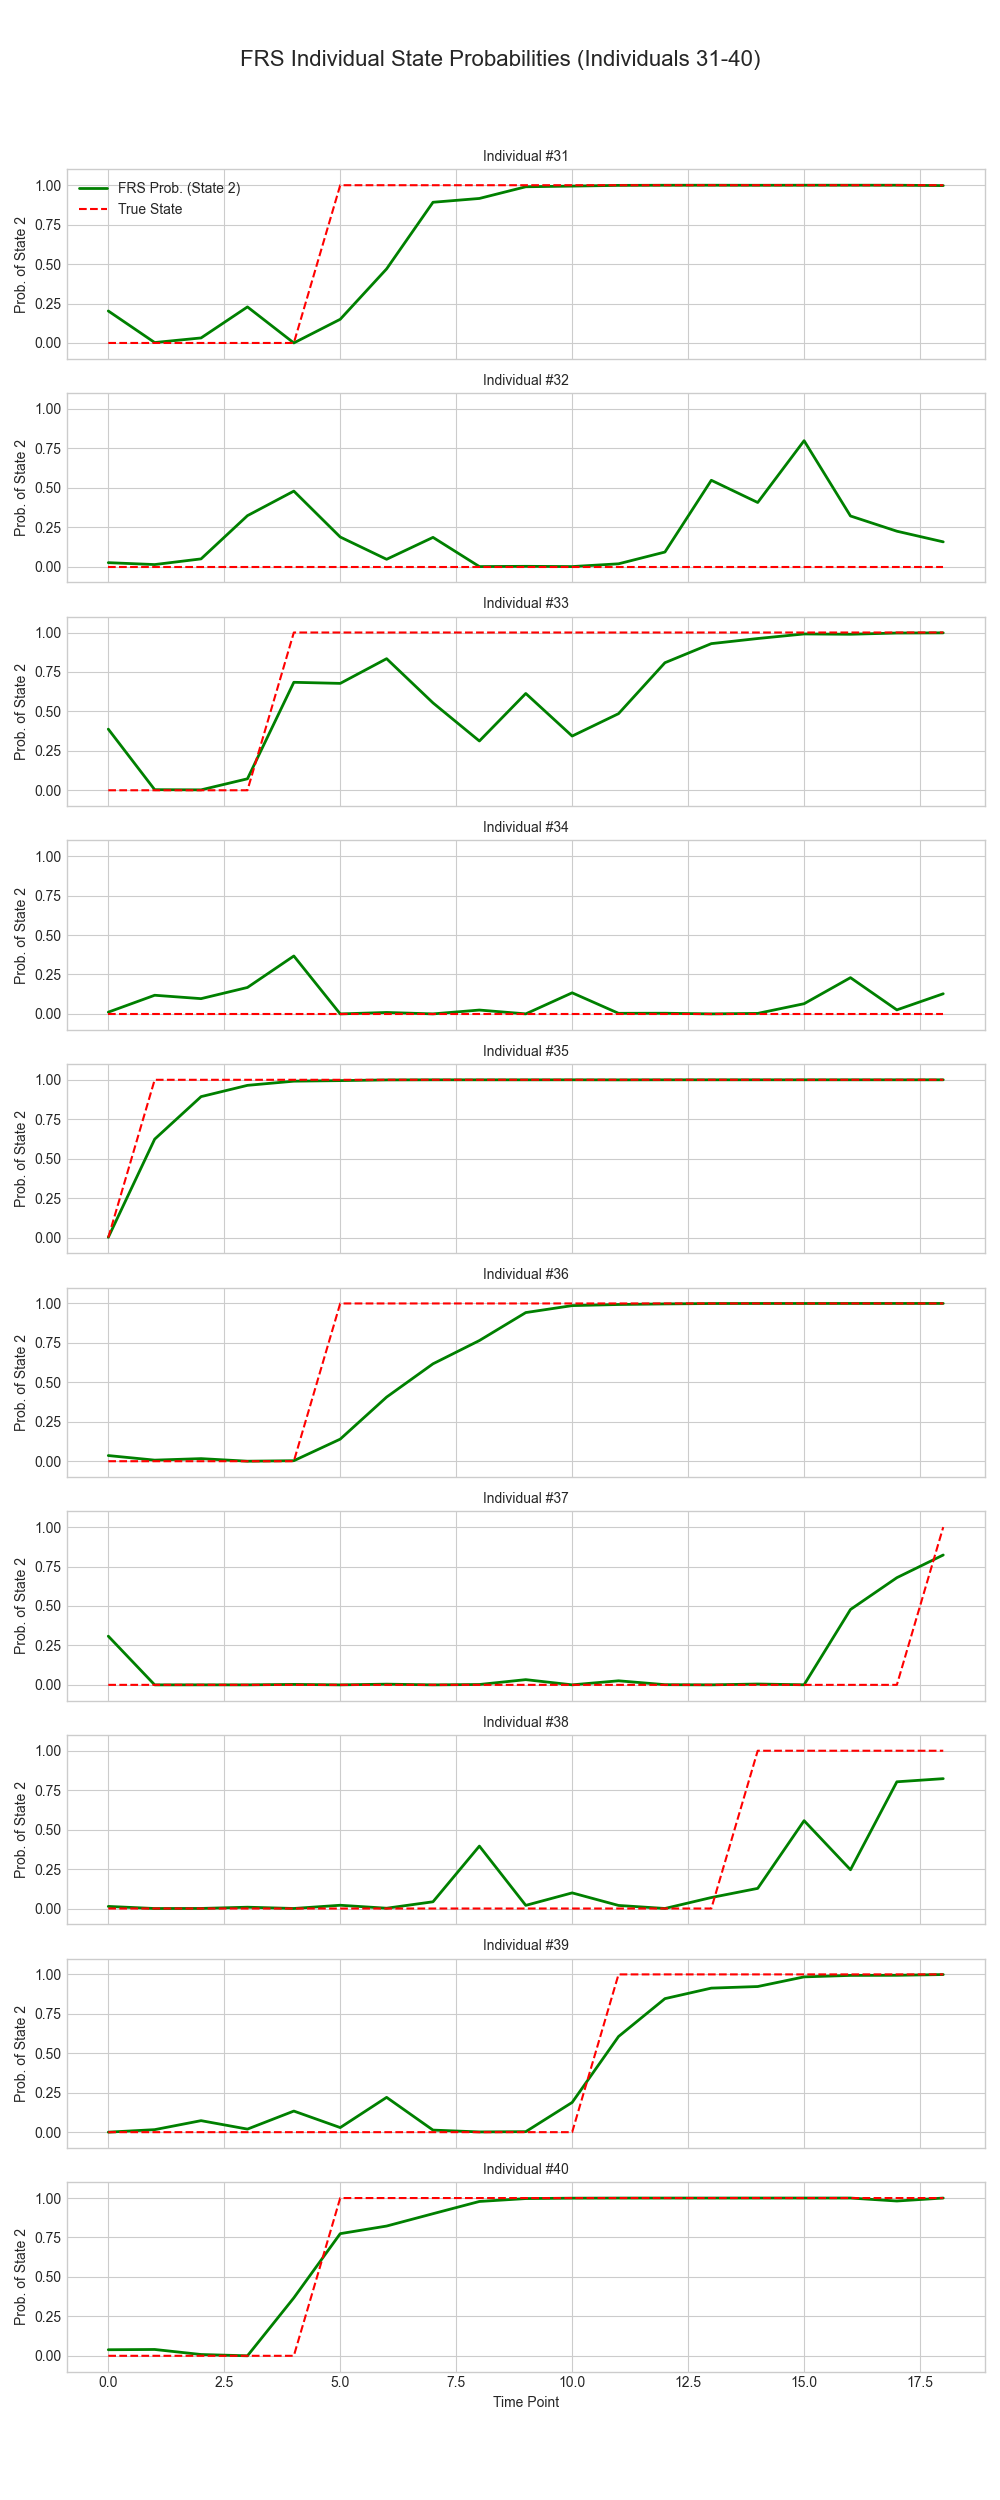 FRS Individual State Probabilities (Individuals 31-40)
Individual #31
FRS Prob. (State 2)
True State
Prob. of State 2
1.00
0.75
0.50
0.25
0.00
Individual #32
Prob. of State 2
1.00
0.75
0.50
0.25
0.00
Individual #33
Prob. of State 2
1.00
0.75
0.50
0.25
0.00
Individual #34
Prob. of State 2
1.00
0.75
0.50
0.25
0.00
Individual #35
Prob. of State 2
1.00
0.75
0.50
0.25
0.00
Individual #36
Prob. of State 2
1.00
0.75
0.50
0.25
0.00
Individual #37
Prob. of State 2
1.00
0.75
0.50
0.25
0.00
Individual #38
Prob. of State 2
1.00
0.75
0.50
0.25
0.00
Individual #39
Prob. of State 2
1.00
0.75
0.50
0.25
0.00
Individual #40
Prob. of State 2
1.00
0.75
0.50
0.25
0.00
0.0 2.5 5.0 7.5 10.0 12.5 15.0 17.5
Time Point